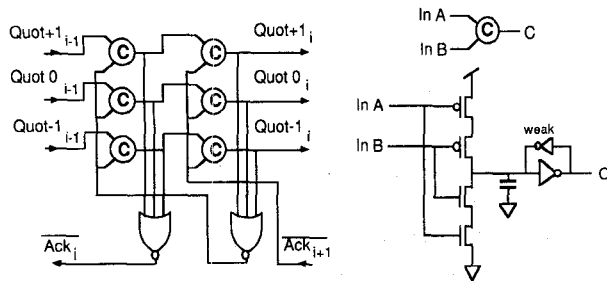 Quot+1 i-1
Quot+1 i
Quot 0 i-1
Quot 0 i
Quot-1 i-1
Quot-1 i
C
C
C
C
C
C
Ack i
Ack i+1
In A
In B
C
C
In A
In B
weak
C